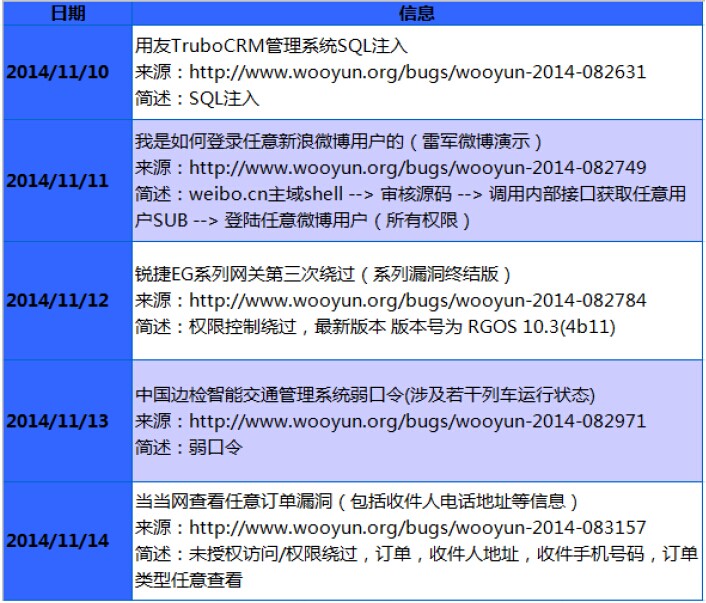 日期 信息
2014/11/10
用友TruboCRM管理系统SQL注入
来源：http://www.wooyun.org/bugs/wooyun-2014-082631
简述：SQL注入
2014/11/11
我是如何登录任意新浪微博用户的（雷军微博演示）
来源：http://www.wooyun.org/bugs/wooyun-2014-082749
简述：weibo.cn主域shell --> 审核源码 --> 调用内部接口获取任意用
户SUB --> 登陆任意微博用户（所有权限）
2014/11/12
锐捷EG系列网关第三次绕过（系列漏洞终结版）
来源：http://www.wooyun.org/bugs/wooyun-2014-082784
简述：权限控制绕过，最新版本 版本号为 RGOS 10.3(4b11)
2014/11/13
中国边检智能交通管理系统弱口令(涉及若干列车运行状态)
来源：http://www.wooyun.org/bugs/wooyun-2014-082971
简述：弱口令
2014/11/14
当当网查看任意订单漏洞（包括收件人电话地址等信息）
来源：http://www.wooyun.org/bugs/wooyun-2014-083157
简述：未授权访问/权限绕过，订单，收件人地址，收件手机号码，订单
类型任意查看